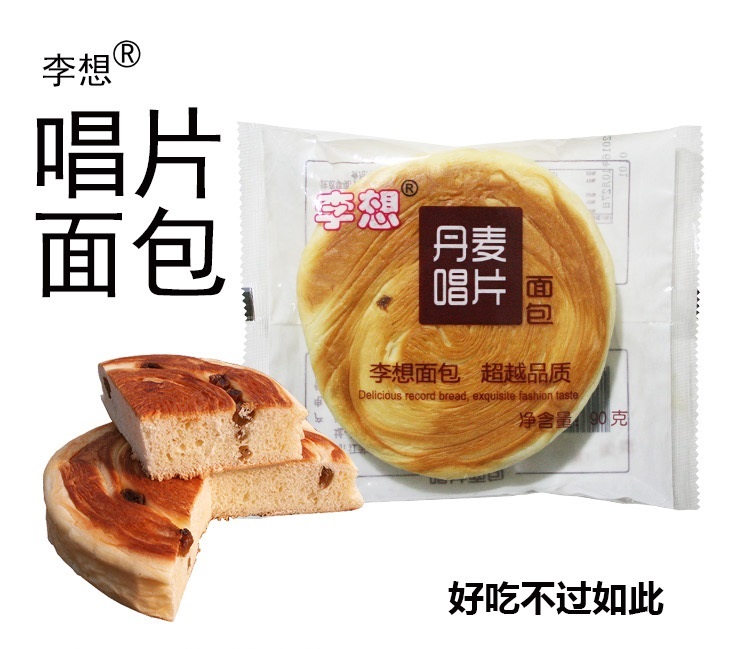 李想®
唱片
面包
李想®
丹麦
唱片
面包
李想面包 超越品质
Delicious record bread, exquisite fashion taste
净含量: 90克
好吃不过如此